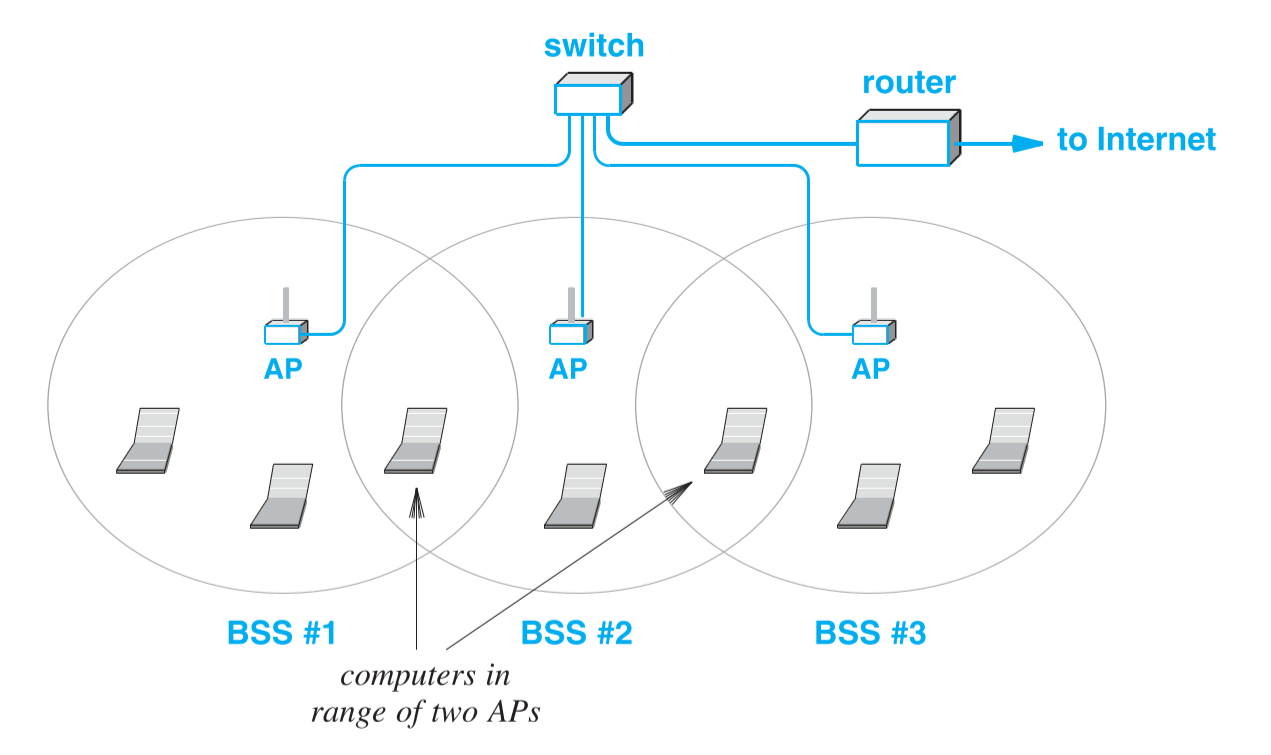 switch
router
to Internet
AP
AP
AP
BSS #1
BSS #2
BSS #3
computers in
range of two APs